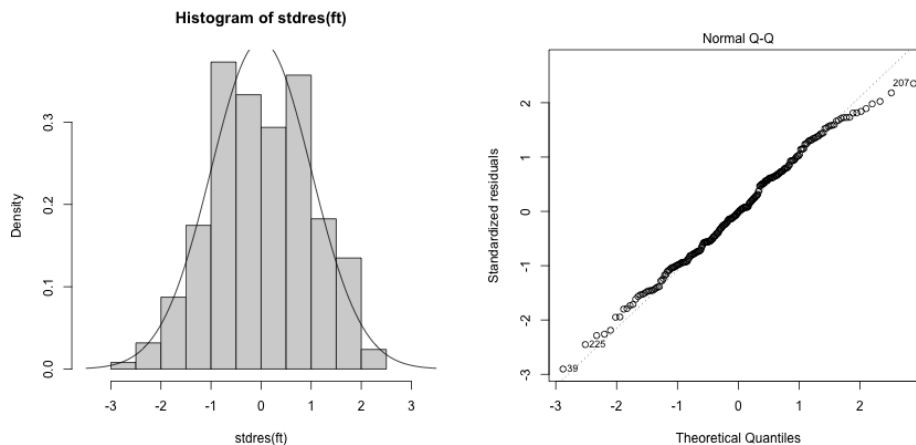 Histogram of stdres(ft)
Density
0.0
0.1
0.2
0.3
-3 -2 -1 0 1 2 3
stdres(ft)
Normal Q-Q
Standardized residuals
-3
-2
-1
0
1
2
207
225
39
-2 -1 0 1 2
Theoretical Quantiles